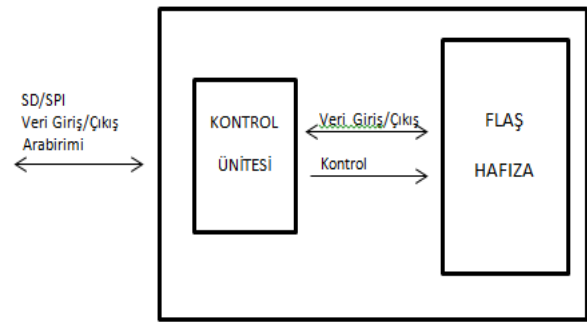 SD/SPI
Veri Giriş/Çıkış
Arabirimi
KONTROL
ÜNİTESİ
Veri Giriş/Çıkış
Kontrol
FLAŞ
HAFIZA